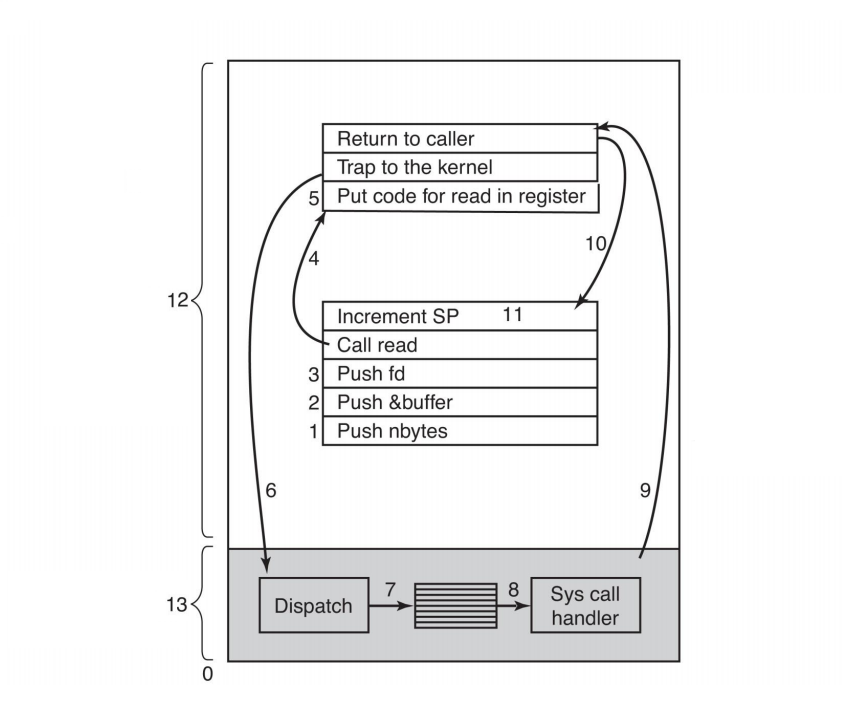 Return to caller
Trap to the kernel
5 Put code for read in register
4
10
12
Increment SP 11
Call read
3 Push fd
2 Push &buffer
1 Push nbytes
6
9
7
8
Dispatch
Sys call
handler
13
0